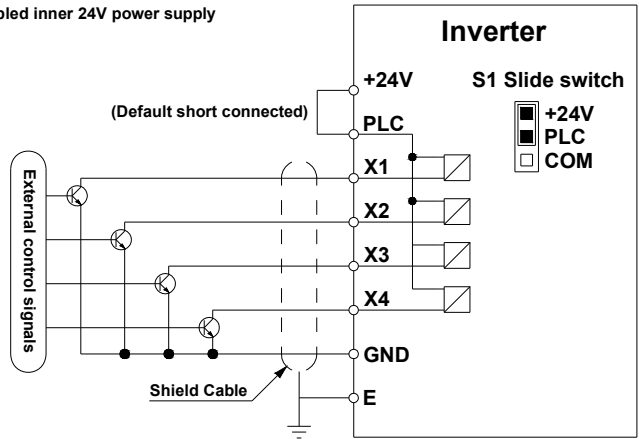 led inner 24V power supply
Inverter
+24V
S1 Slide switch
(Default short connected)
+24V
PLC
PLC
COM
X1
External control signals
X2
X3
X4
GND
Shield Cable
E